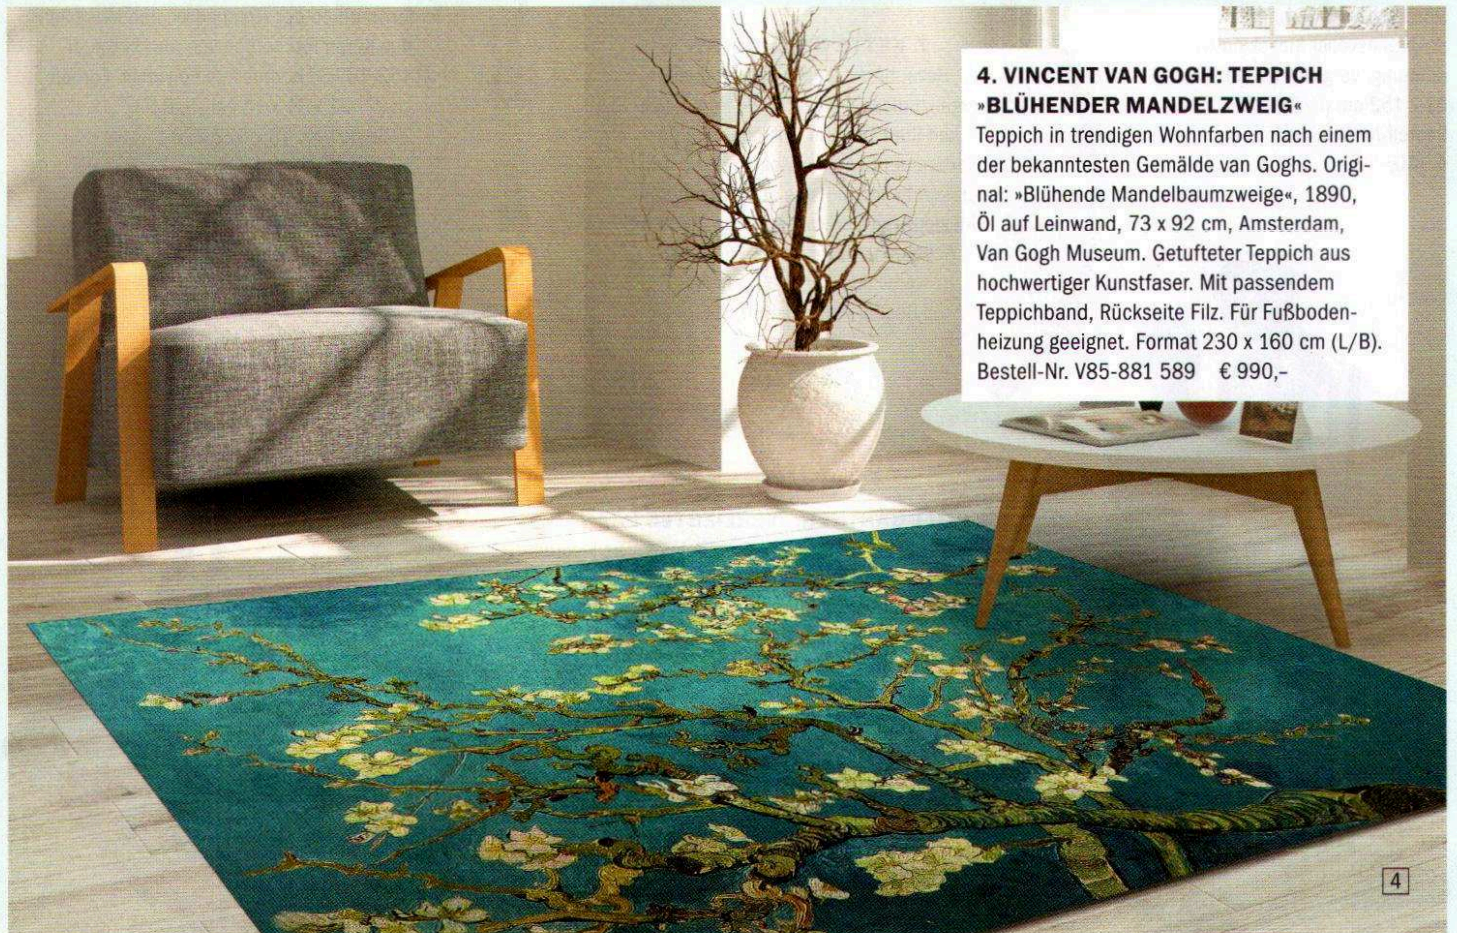 4. VINCENT VAN GOGH: TEPPICH
»BLÜHENDER MANDELZWEIG«
Teppich in trendigen Wohnfarben nach einem
der bekanntesten Gemälde van Goghs. Origi-
nal: »Blühende Mandelbaumzweige«, 1890,
Öl auf Leinwand, 73 x 92 cm, Amsterdam,
Van Gogh Museum. Getufteter Teppich aus
hochwertiger Kunstfaser. Mit passendem
Teppichband, Rückseite Filz. Für Fußboden-
heizung geeignet. Format 230 x 160 cm (L/B).
Bestell-Nr. V85-881 589 € 990,–
4